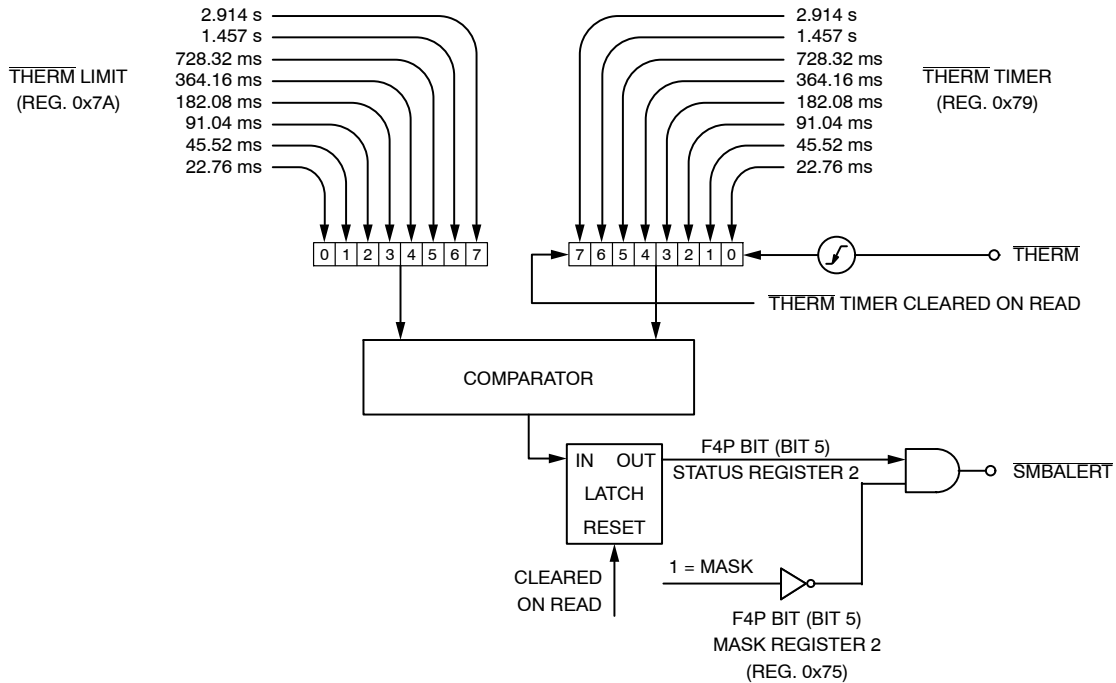 2.914 s
1.457 s
728.32 ms
364.16 ms
182.08 ms
91.04 ms
45.52 ms
22.76 ms
THERM LIMIT
(REG. 0x7A)
2.914 s
1.457 s
728.32 ms
364.16 ms
182.08 ms
91.04 ms
45.52 ms
22.76 ms
THERM TIMER
(REG. 0x79)
0 1 2 3 4 5 6 7
7 6 5 4 3 2 1 0
THERM
THERM TIMER CLEARED ON READ
COMPARATOR
IN OUT
LATCH
RESET
F4P BIT (BIT 5)
STATUS REGISTER 2
SMBALERT
CLEARED
ON READ
1 = MASK
F4P BIT (BIT 5)
MASK REGISTER 2
(REG. 0x75)